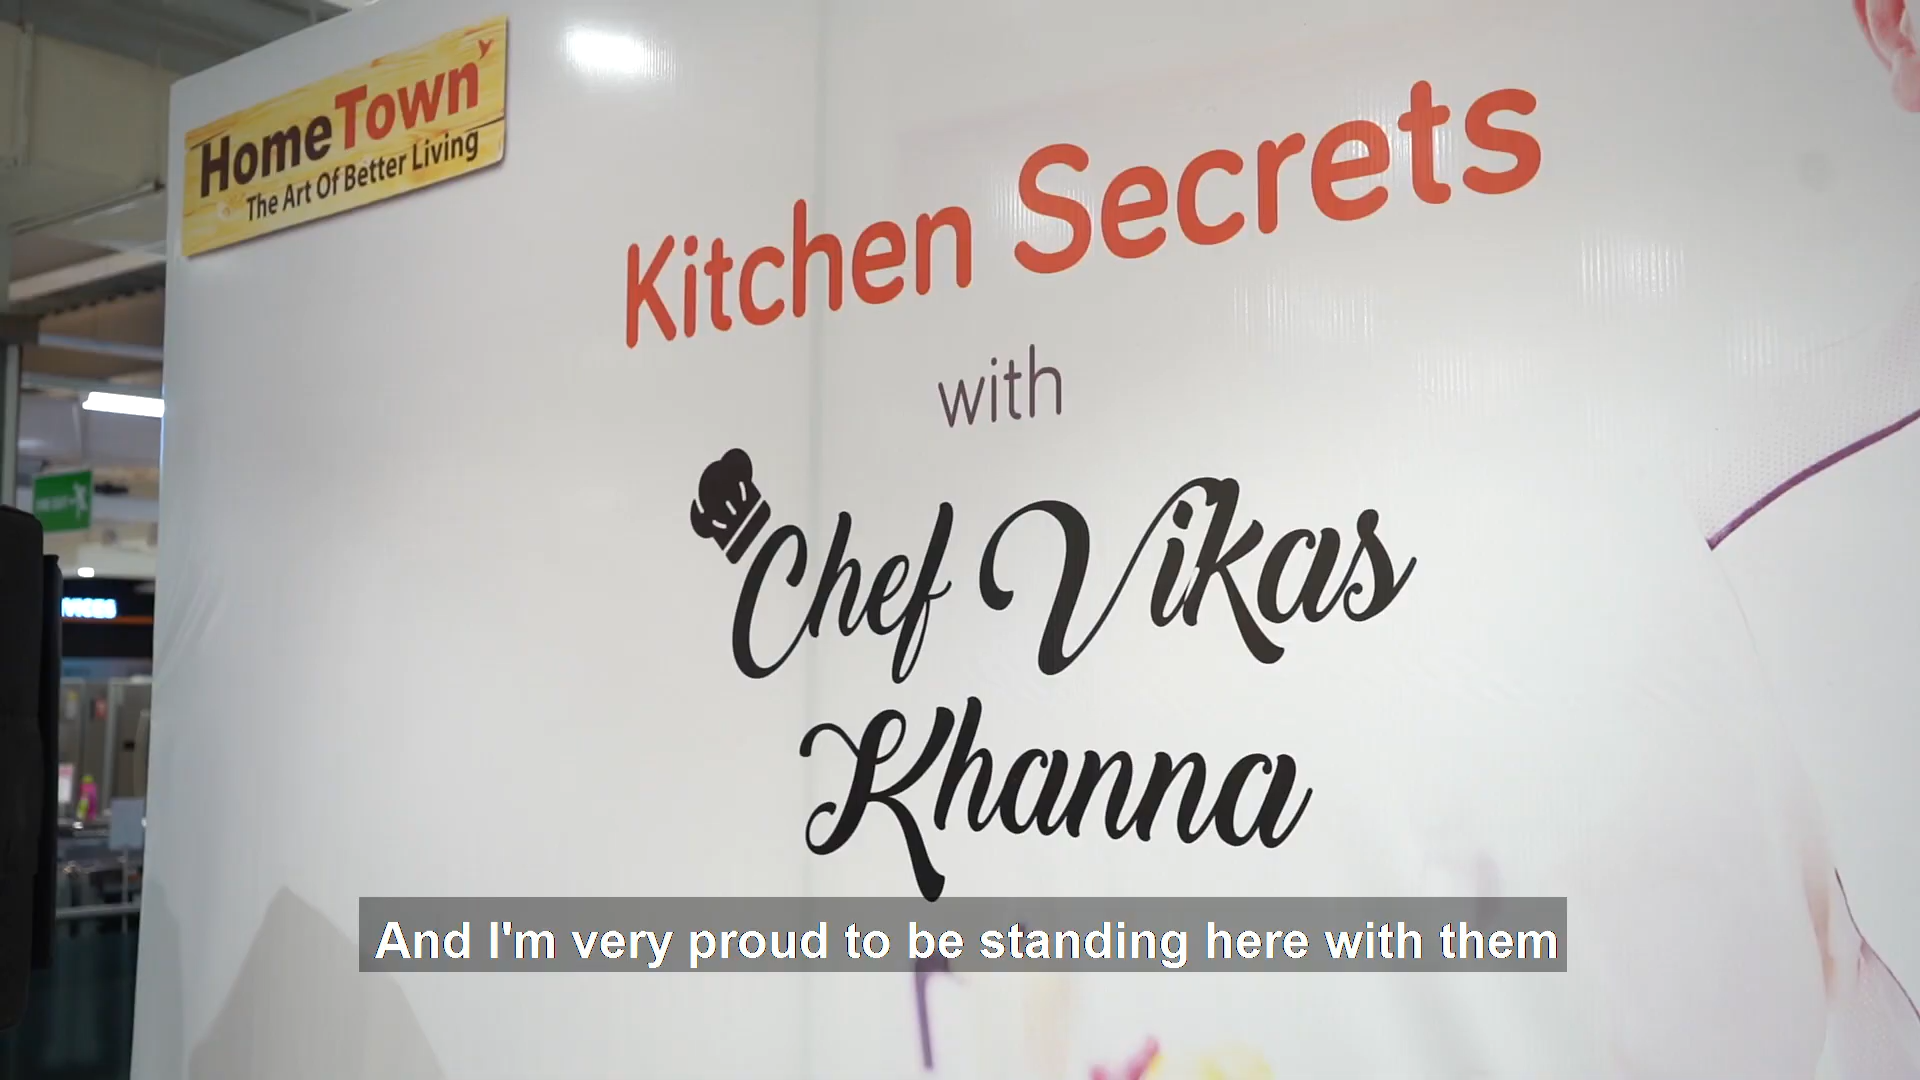 HomeTown
The Art Of Better Living
Kitchen Secrets
with
Chef Vikas
Khanna
And I'm very proud to be standing here with them